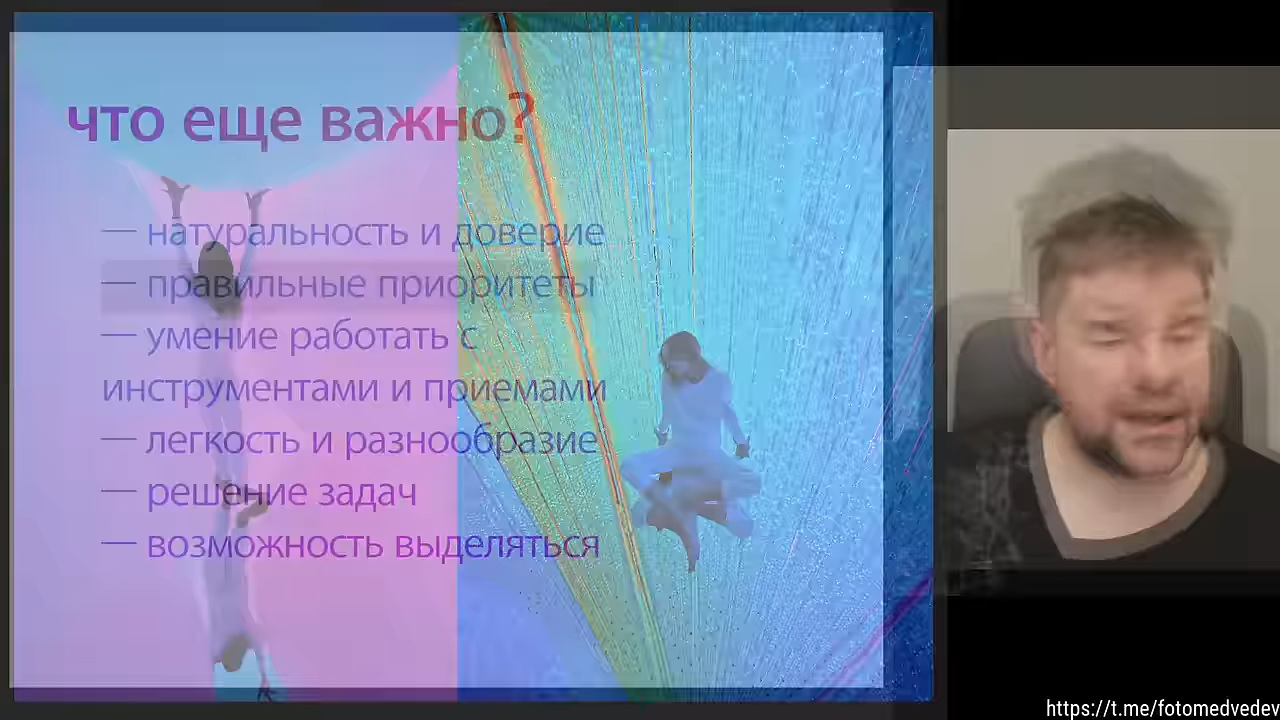 что еще важно?
— натуральность и доверие
— правильные приоритеты
— умение работать с
инструментами и приемами
— легкость и разнообразие
— решение задач
— возможность выделяться
https://t.me/fotomedvedev